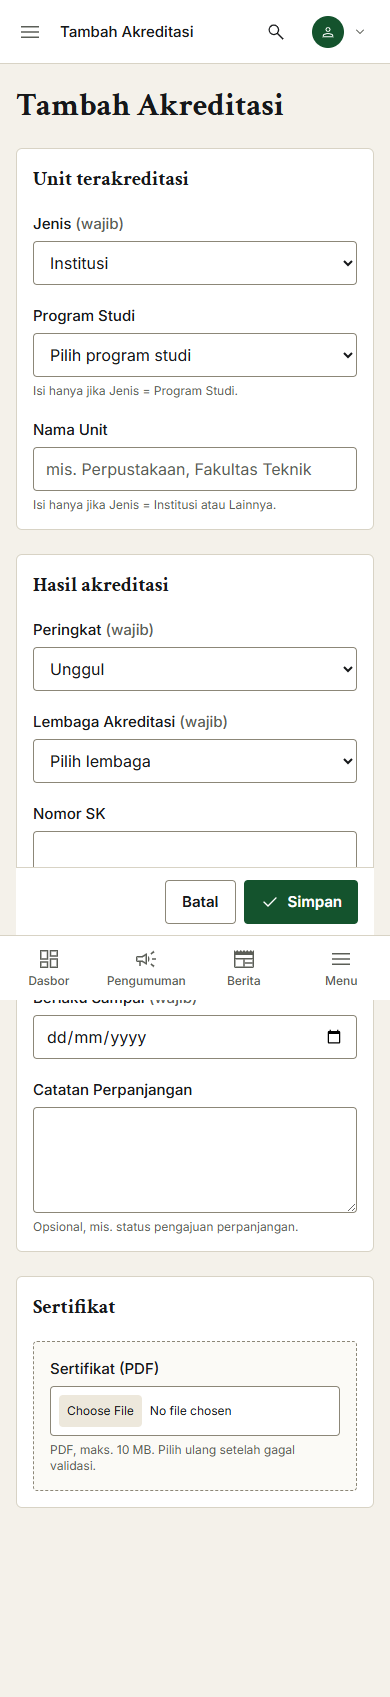 Tambah Akreditasi
Tambah Akreditasi
Unit terakreditasi
Jenis (wajib)
Institusi
Program Studi
Pilih program studi
Isi hanya jika Jenis = Program Studi.
Nama Unit
mis. Perpustakaan, Fakultas Teknik
Isi hanya jika Jenis = Institusi atau Lainnya.
Hasil akreditasi
Peringkat (wajib)
Unggul
Lembaga Akreditasi (wajib)
Pilih lembaga
Nomor SK
Batal
Simpan
Dasbor
Pengumuman
Berita
Menu
Berlaku Sampai (wajib)
dd/mm/yyyy
Catatan Perpanjangan
Opsional, mis. status pengajuan perpanjangan.
Sertifikat
Sertifikat (PDF)
Choose File No file chosen
PDF, maks. 10 MB. Pilih ulang setelah gagal
validasi.